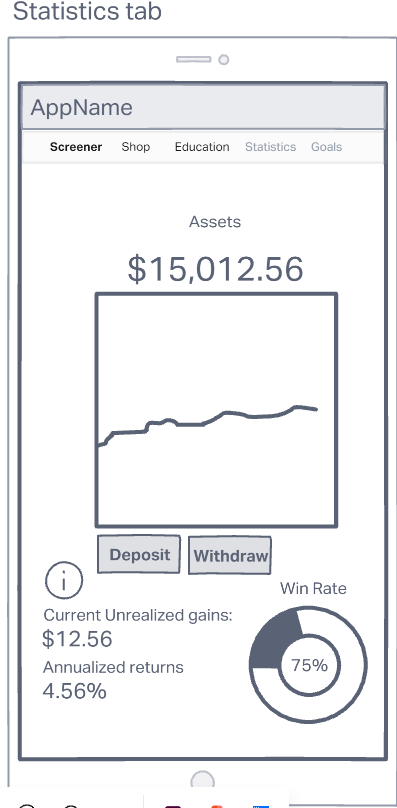 Statistics tab
AppName
Screener Shop Education Statistics Goals
Assets
$15,012.56
Deposit Withdraw
i
Win Rate
Current Unrealized gains:
$12.56
75%
Annualized returns
4.56%